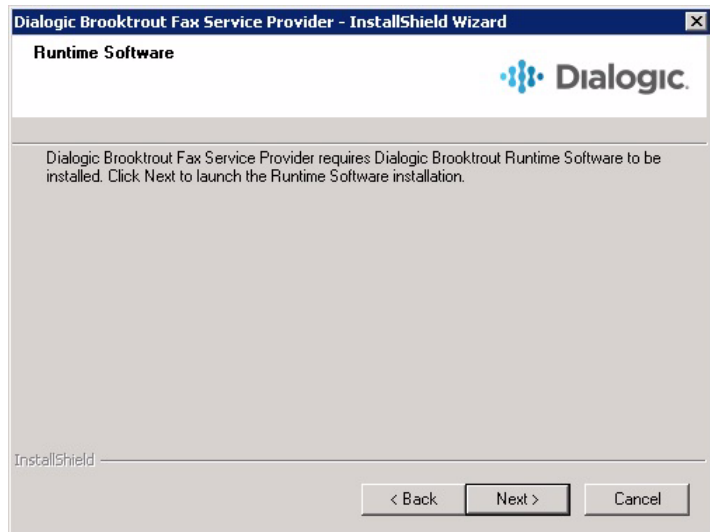 Dialogic Brooktrout Fax Service Provider - InstallShield Wizard
Runtime Software
Dialogic.
Dialogic Brooktrout Fax Service Provider requires Dialogic Brooktrout Runtime Software to be
installed. Click Next to launch the Runtime Software installation.
InstallShield
< Back Next > Cancel